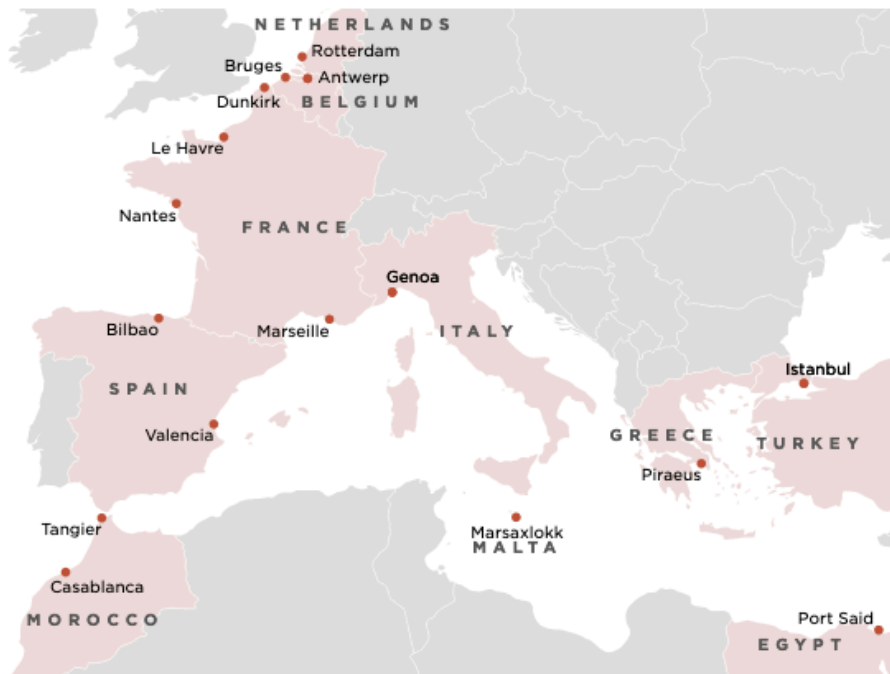 NETHERLANDS
Rotterdam
Bruges
Antwerp
Dunkirk
BELGIUM
Le Havre
Nantes
FRANCE
Genoa
Bilbao
Marseille
ITALY
Istanbul
SPAIN
Valencia
GREECE
TURKEY
Piraeus
Tangier
Marsaxlokk
MALTA
Casablanca
MOROCCO
Port Said
EGYPT